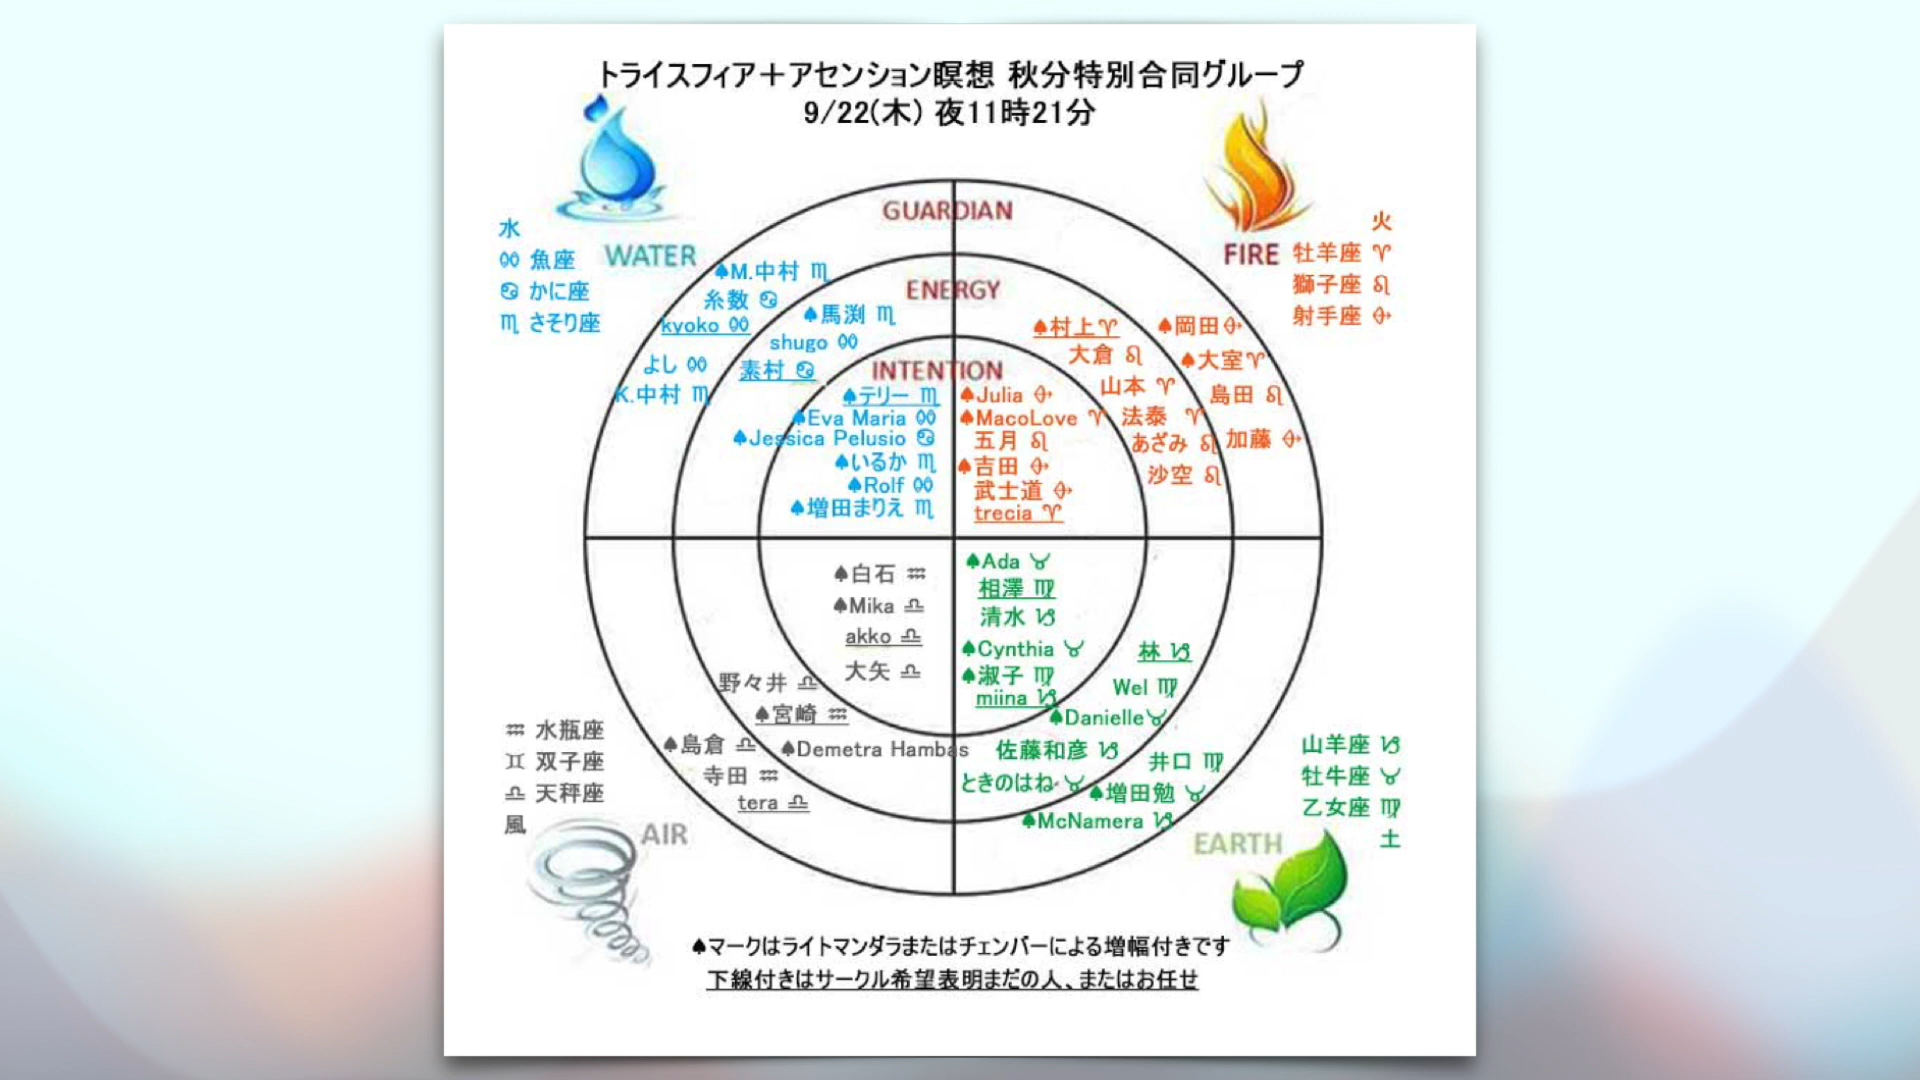 トライスフィア＋アセンション瞑想 秋分特別合同グループ
9/22(木) 夜11時21分
GUARDIAN
ENERGY
INTENTION
水
♓ 魚座
♋ かに座
♏ さそり座
WATER
♠M.中村 ♏
糸数 ♋
kyoko ♓
よし ♓
K.中村 ♏
♠馬渕 ♏
shugo ♓
素村 ♋
♠テリー ♏
♠Eva Maria ♓
♠Jessica Pelusio ♋
♠いるか ♏
♠Rolf ♓
♠増田まりえ ♏
火
FIRE
牡羊座 ♈
獅子座 ♌
射手座 ♐
♠Julia ♐
♠MacoLove ♈
五月 ♌
♠吉田 ♐
武士道 ♐
trecia ♈
♠村上♈
大倉 ♌
山本 ♈
法泰 ♈
あざみ ♌
沙空 ♌
♠岡田♐
♠大室♈
島田 ♌
加藤 ♐
♠白石 ♒
♠Mika ♎
akko ♎
大矢 ♎
野々井 ♎
♠宮崎 ♒
♠Demetra Hambas
♠島倉 ♎
寺田 ♒
tera ♎
♒ 水瓶座
♊ 双子座
♎ 天秤座
風
AIR
♠Ada ♉
相澤 ♍
清水 ♑
♠Cynthia ♉
♠淑子 ♍
miina ♑
林 ♑
Wel ♍
♠Danielle♉
佐藤和彦 ♑
ときのはね ♉
井口 ♍
♠増田勉 ♉
♠McNamera ♑
山羊座 ♑
牡牛座 ♉
乙女座 ♍
土
EARTH
♠マークはライトマンダラまたはチェンバーによる増幅付きです
下線付きはサークル希望表明まだの人、またはお任せ